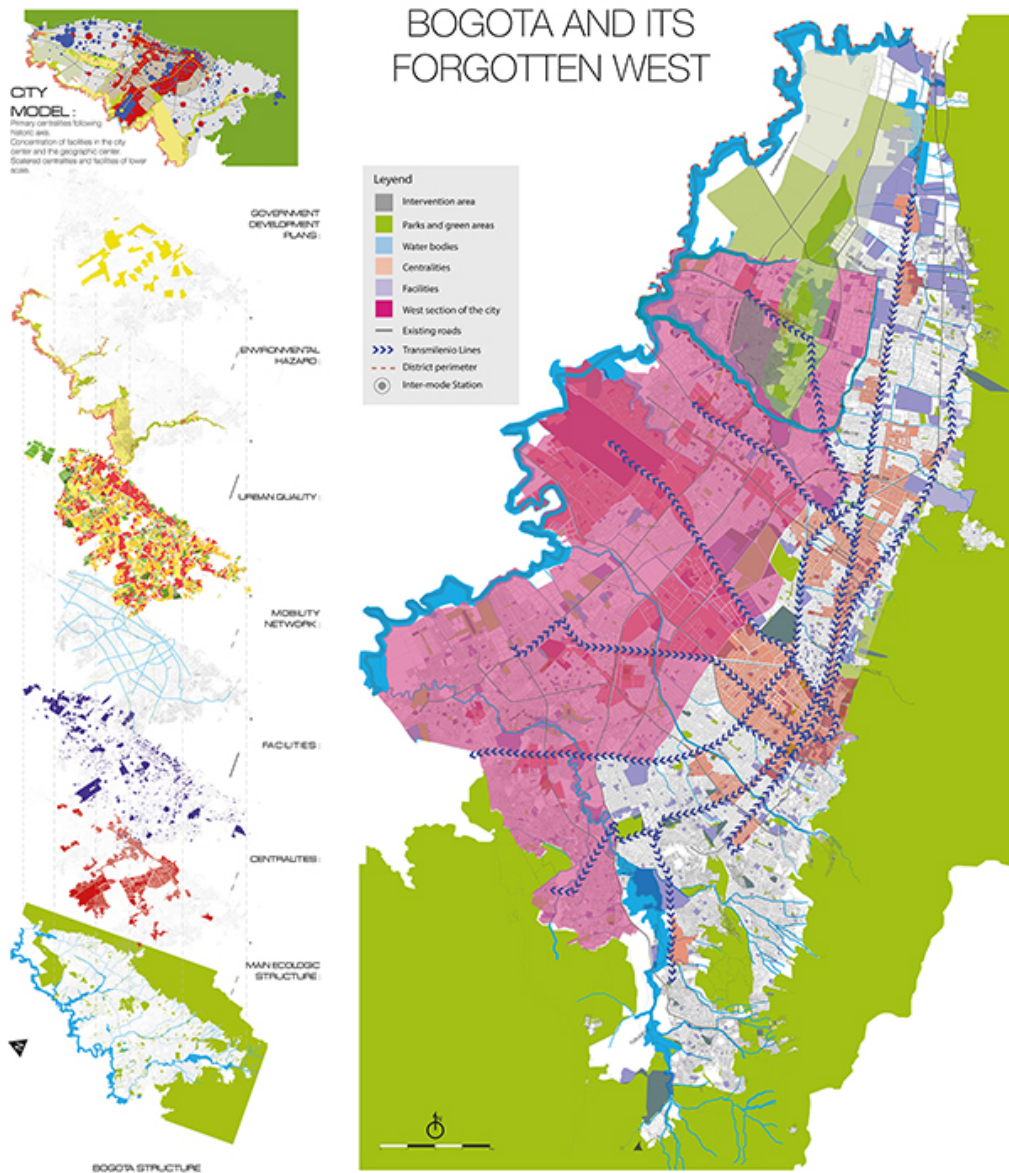 BOGOTA AND ITS
FORGOTTEN WEST
CITY
MODEL :
Primary centralities following
historic axis.
Concentration of facilities in the city
center and the geographic center.
Scatered centralities and facilities of lower
scale.
GOVERNMENT
DEVELOPMENT
PLANS :
ENVIRONMENTAL
HAZARD :
URBAN QUALITY :
MOBILITY
NETWORK :
FACILITIES :
CENTRALITIES :
MAIN ECOLOGIC
STRUCTURE :
BOGOTA STRUCTURE
Leyend
Intervention area
Parks and green areas
Water bodies
Centralities
Facilities
West section of the city
Existing roads
Transmilenio Lines
District perimeter
Inter-mode Station